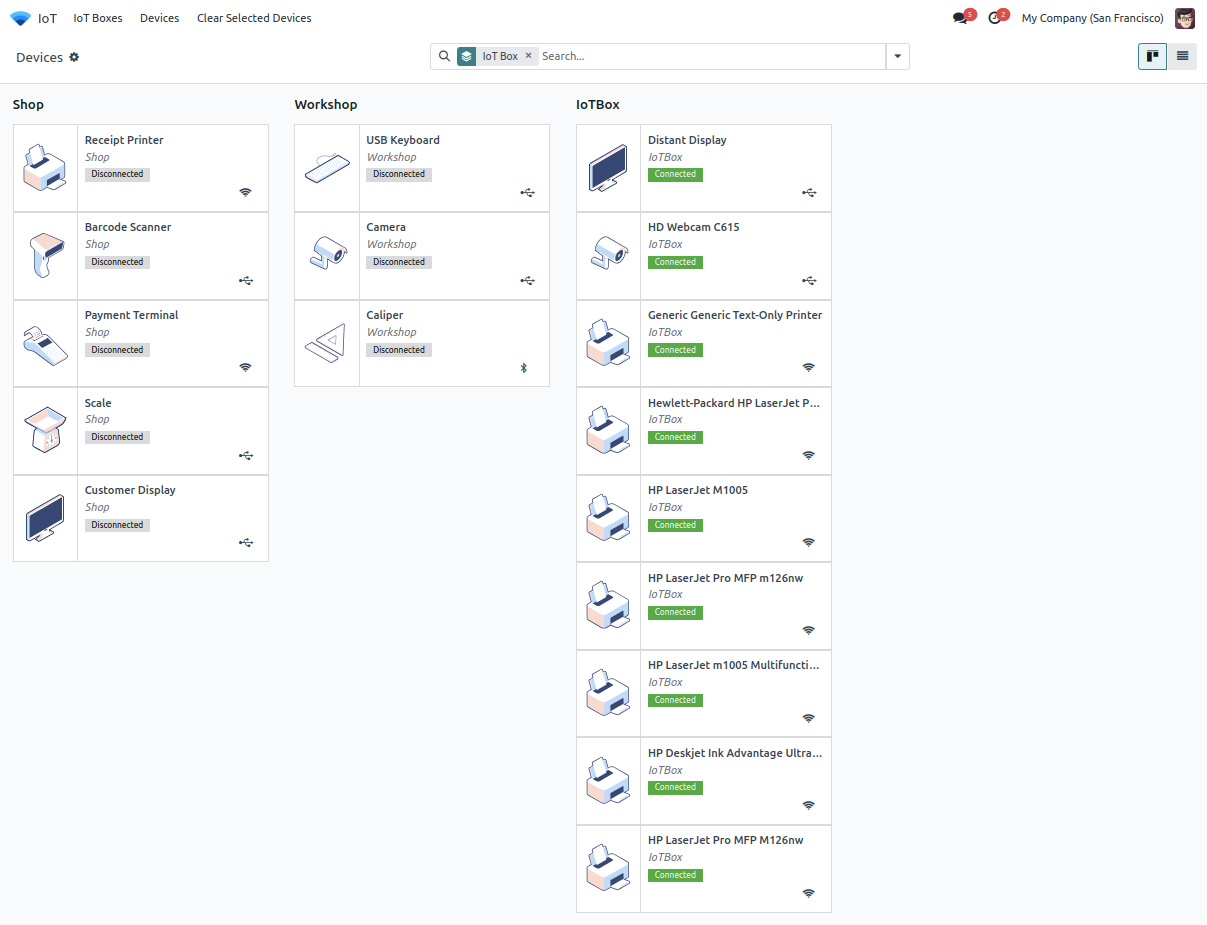 IoT IoT Boxes Devices Clear Selected Devices 5 2 My Company (San Francisco)
Devices IoT Box × Search...
Shop
Receipt Printer
Shop
Disconnected
Barcode Scanner
Shop
Disconnected
Payment Terminal
Shop
Disconnected
Scale
Shop
Disconnected
Customer Display
Shop
Disconnected
Workshop
USB Keyboard
Workshop
Disconnected
Camera
Workshop
Disconnected
Caliper
Workshop
Disconnected
IoTBox
Distant Display
IoTBox
Connected
HD Webcam C615
IoTBox
Connected
Generic Generic Text-Only Printer
IoTBox
Connected
Hewlett-Packard HP LaserJet P...
IoTBox
Connected
HP LaserJet M1005
IoTBox
Connected
HP LaserJet Pro MFP m126nw
IoTBox
Connected
HP LaserJet m1005 Multifuncti...
IoTBox
Connected
HP Deskjet Ink Advantage Ultra...
IoTBox
Connected
HP LaserJet Pro MFP M126nw
IoTBox
Connected